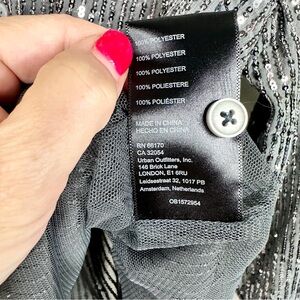 100% POLYESTER
100% POLYESTER
100% POLYESTER
100% POLIESTERE
100% POLIÉSTER
MADE IN CHINA
HECHO EN CHINA
RN 66170
CA 32054
Urban Outfitters, Inc.
146 Brick Lane
LONDON, E1 6RU
Leidsestraat 32, 1017 PB
Amsterdam, Netherlands
OB1572954